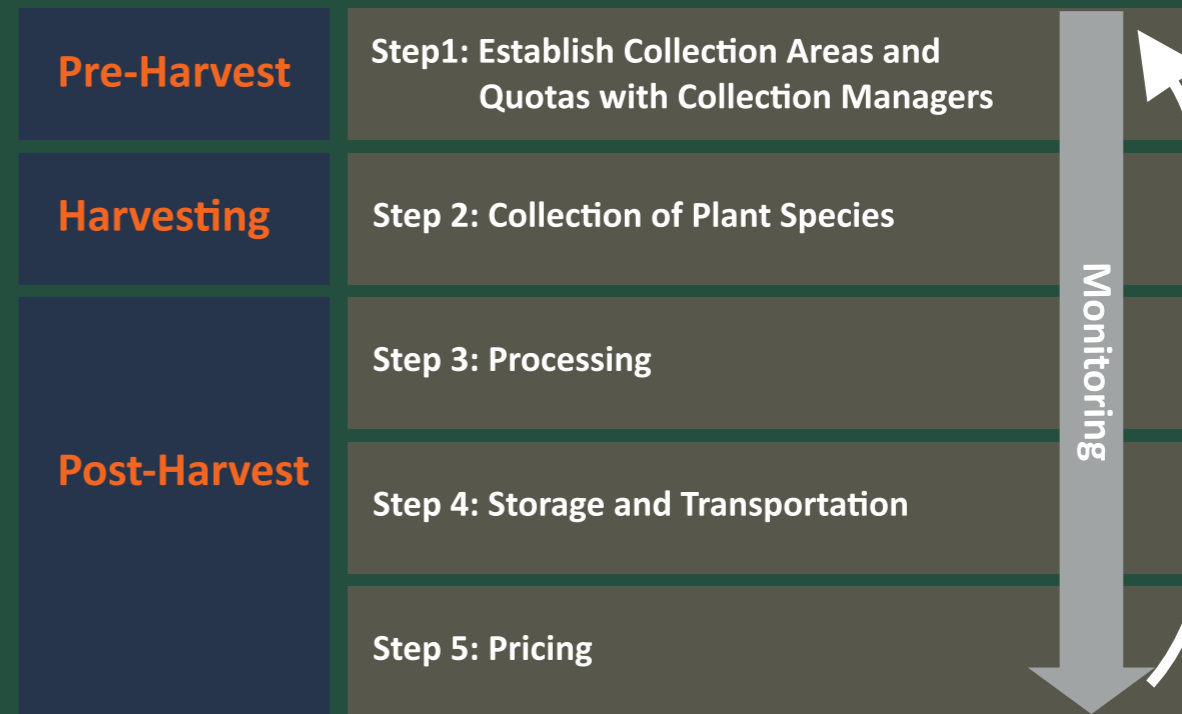 Pre-Harvest
Step1: Establish Collection Areas and
Quotas with Collection Managers
Harvesting
Step 2: Collection of Plant Species
Post-Harvest
Step 3: Processing
Step 4: Storage and Transportation
Step 5: Pricing
Monitoring